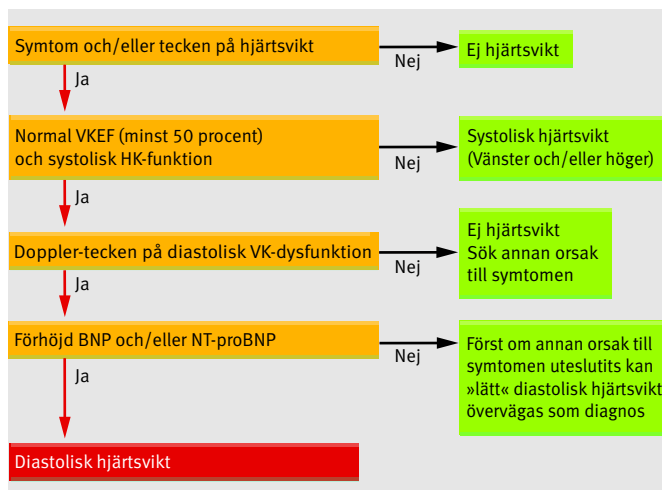 Symtom och/eller tecken på hjärtsvikt
Nej
Ej hjärtsvikt
Ja
Normal VKEF (minst 50 procent)
och systolisk HK-funktion
Nej
Systolisk hjärtsvikt
(Vänster och/eller höger)
Ja
Doppler-tecken på diastolisk VK-dysfunktion
Nej
Ej hjärtsvikt
Sök annan orsak
till symtomen
Ja
Förhöjd BNP och/eller NT-proBNP
Nej
Först om annan orsak till
symtomen uteslutits kan
»lätt« diastolisk hjärtsvikt
övervägas som diagnos
Ja
Diastolisk hjärtsvikt